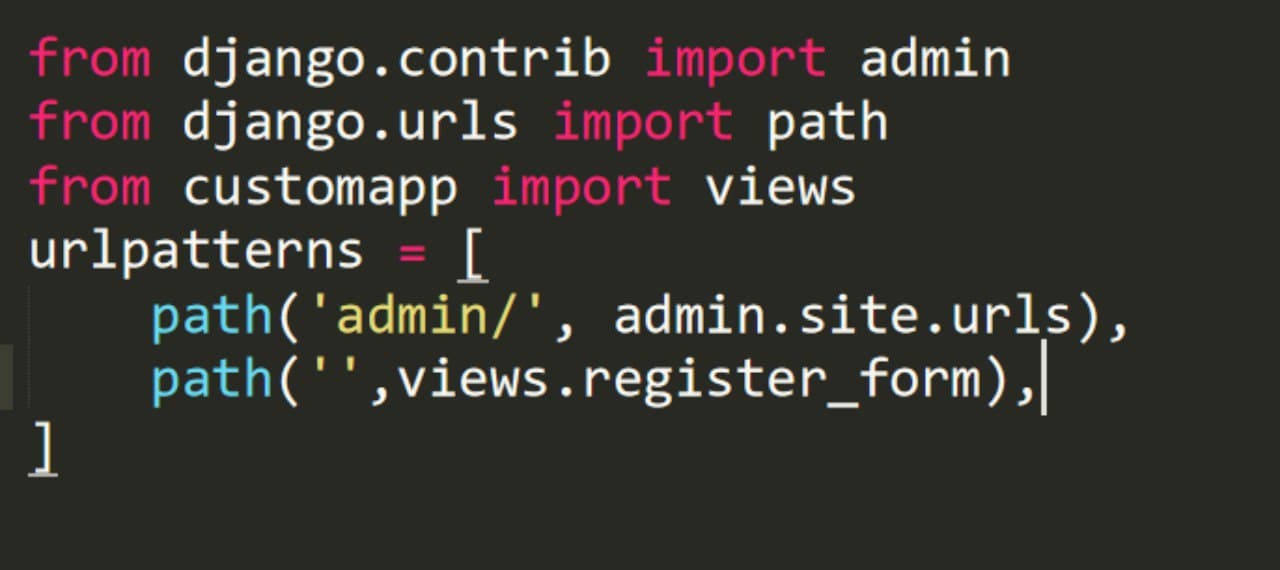 from django.contrib import admin
from django.urls import path
from customapp import views
urlpatterns = [
    path('admin/', admin.site.urls),
    path('',views.register_form),
]